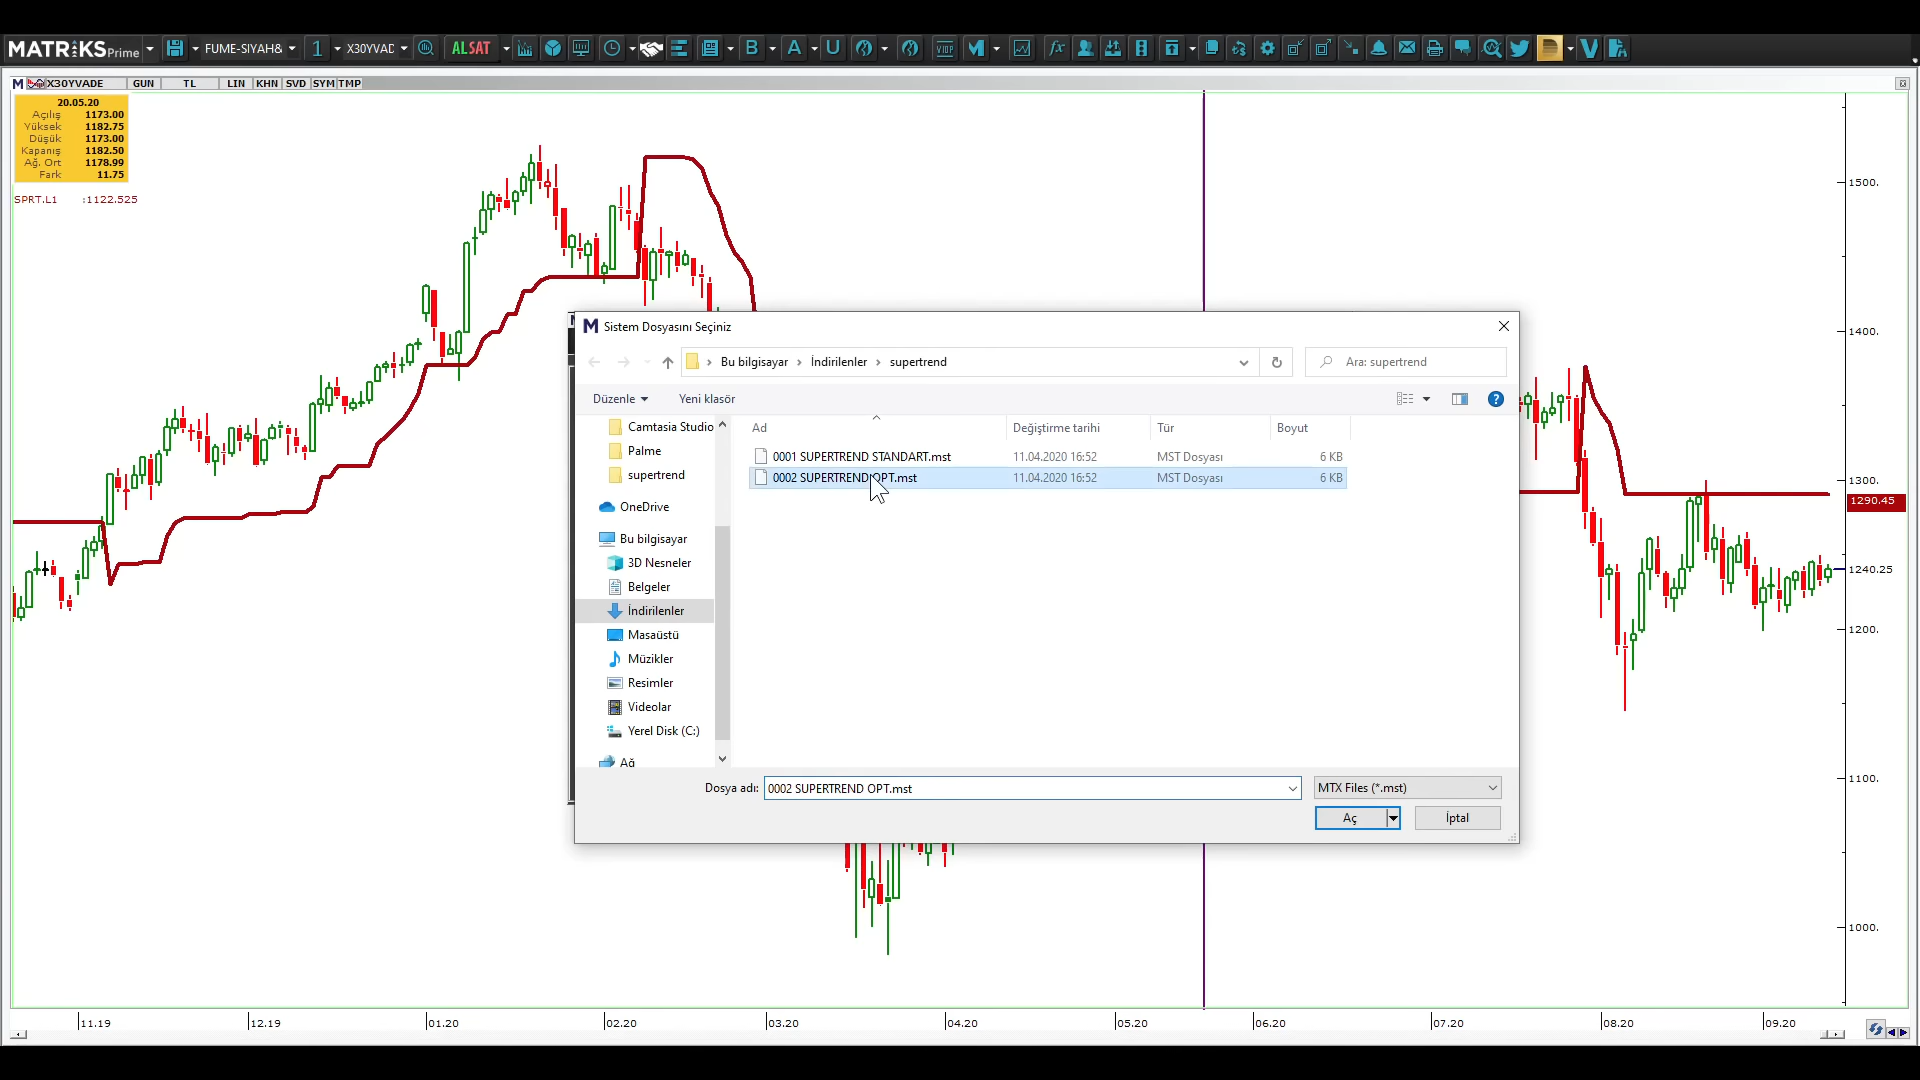 MATRİKS Prime FUME-SIYAH& 1 X30YVAD ALSAT B A U VIOP fx
M X30YVADE GUN TL LIN KHN SVD SYM TMP
20.05.20
Açılış 1173.00
Yüksek 1182.75
Düşük 1173.00
Kapanış 1182.50
Ağ. Ort 1178.99
Fark 11.75
SPRT.L1 :1122.525
1500.
1400.
1300.
1290.45
1240.25
1200.
1100.
1000.
Sistem Dosyasını Seçiniz
Bu bilgisayar › İndirilenler › supertrend
Ara: supertrend
Düzenle Yeni klasör
Ad Değiştirme tarihi Tür Boyut
0001 SUPERTREND STANDART.mst 11.04.2020 16:52 MST Dosyası 6 KB
0002 SUPERTREND OPT.mst 11.04.2020 16:52 MST Dosyası 6 KB
Camtasia Studio
Palme
supertrend
OneDrive
Bu bilgisayar
3D Nesneler
Belgeler
İndirilenler
Masaüstü
Müzikler
Resimler
Videolar
Yerel Disk (C:)
Ağ
Dosya adı: 0002 SUPERTREND OPT.mst MTX Files (*.mst)
Aç İptal
11.19 12.19 01.20 02.20 03.20 04.20 05.20 06.20 07.20 08.20 09.20